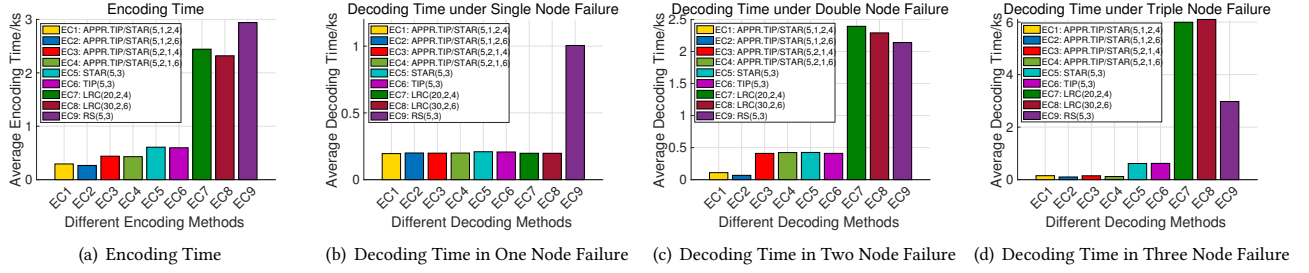 Encoding Time
Average Encoding Time/ks
3
2
1
0
EC1: APPR.TIP/STAR(5,1,2,4)
EC2: APPR.TIP/STAR(5,1,2,6)
EC3: APPR.TIP/STAR(5,2,1,4)
EC4: APPR.TIP/STAR(5,2,1,6)
EC5: STAR(5,3)
EC6: TIP(5,3)
EC7: LRC(20,2,4)
EC8: LRC(30,2,6)
EC9: RS(5,3)
EC1 EC2 EC3 EC4 EC5 EC6 EC7 EC8 EC9
Different Encoding Methods
(a) Encoding Time
Decoding Time under Single Node Failure
Average Decoding Time/ks
1
0.5
0
EC1: APPR.TIP/STAR(5,1,2,4)
EC2: APPR.TIP/STAR(5,1,2,6)
EC3: APPR.TIP/STAR(5,2,1,4)
EC4: APPR.TIP/STAR(5,2,1,6)
EC5: STAR(5,3)
EC6: TIP(5,3)
EC7: LRC(20,2,4)
EC8: LRC(30,2,6)
EC9: RS(5,3)
EC1 EC2 EC3 EC4 EC5 EC6 EC7 EC8 EC9
Different Decoding Methods
(b) Decoding Time in One Node Failure
Decoding Time under Double Node Failure
Average Decoding Time/ks
2.5
2
1.5
1
0.5
0
EC1: APPR.TIP/STAR(5,1,2,4)
EC2: APPR.TIP/STAR(5,1,2,6)
EC3: APPR.TIP/STAR(5,2,1,4)
EC4: APPR.TIP/STAR(5,2,1,6)
EC5: STAR(5,3)
EC6: TIP(5,3)
EC7: LRC(20,2,4)
EC8: LRC(30,2,6)
EC9: RS(5,3)
EC1 EC2 EC3 EC4 EC5 EC6 EC7 EC8 EC9
Different Decoding Methods
(c) Decoding Time in Two Node Failure
Decoding Time under Triple Node Failure
Average Decoding Time/ks
6
4
2
0
EC1: APPR.TIP/STAR(5,1,2,4)
EC2: APPR.TIP/STAR(5,1,2,6)
EC3: APPR.TIP/STAR(5,2,1,4)
EC4: APPR.TIP/STAR(5,2,1,6)
EC5: STAR(5,3)
EC6: TIP(5,3)
EC7: LRC(20,2,4)
EC8: LRC(30,2,6)
EC9: RS(5,3)
EC1 EC2 EC3 EC4 EC5 EC6 EC7 EC8 EC9
Different Decoding Methods
(d) Decoding Time in Three Node Failure